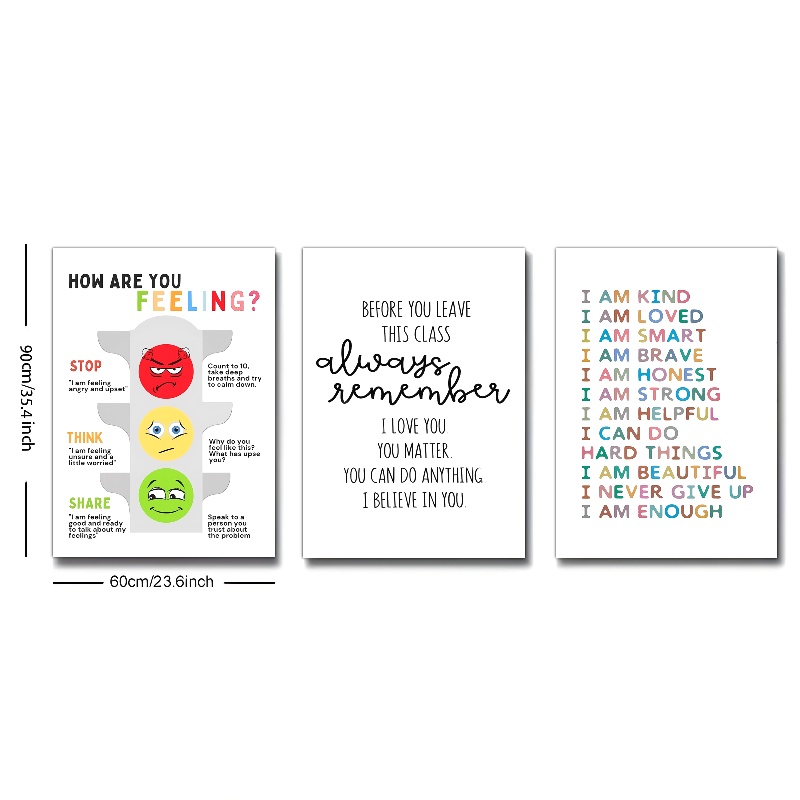 90cm/35.4 inch
HOW ARE YOU
FEELING?
STOP
"I am feeling
angry and upset"
Count to 10,
take deep
breaths and try
to calm down.
THINK
"I am feeling
unsure and a
little worried"
Why do you
feel like this?
What has upse
you?
SHARE
"I am feeling
good and ready
to talk about my
feelings"
Speak to a
person you
trust about
the problem
60cm/23.6inch
BEFORE YOU LEAVE
THIS CLASS
always
remember
I LOVE YOU
YOU MATTER.
YOU CAN DO ANYTHING
I BELIEVE IN YOU.
I AM KIND
I AM LOVED
I AM SMART
I AM BRAVE
I AM HONEST
I AM STRONG
I AM HELPFUL
I CAN DO
HARD THINGS
I AM BEAUTIFUL
I NEVER GIVE UP
I AM ENOUGH